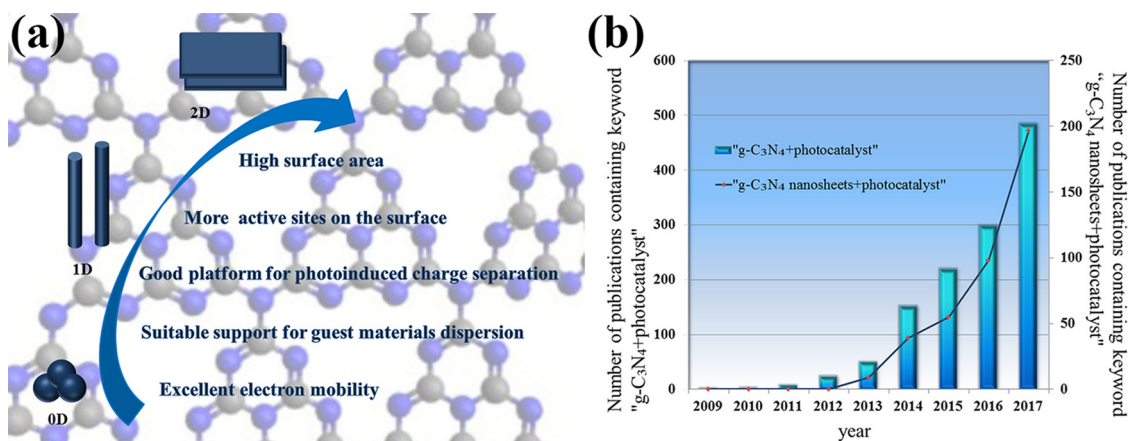 (a)
2D
High surface area
More active sites on the surface
1D
Good platform for photoinduced charge separation
Suitable support for guest materials dispersion
Excellent electron mobility
0D
(b)
Number of publications containing keyword
"g-C₃N₄+photocatalyst"
600
500
400
300
200
100
0
"g-C₃N₄+photocatalyst"
"g-C₃N₄ nanosheets+photocatalyst"
250
200
150
100
50
0
Number of publications containing keyword
"g-C₃N₄ nanosheets+photocatalyst"
2009 2010 2011 2012 2013 2014 2015 2016 2017
year